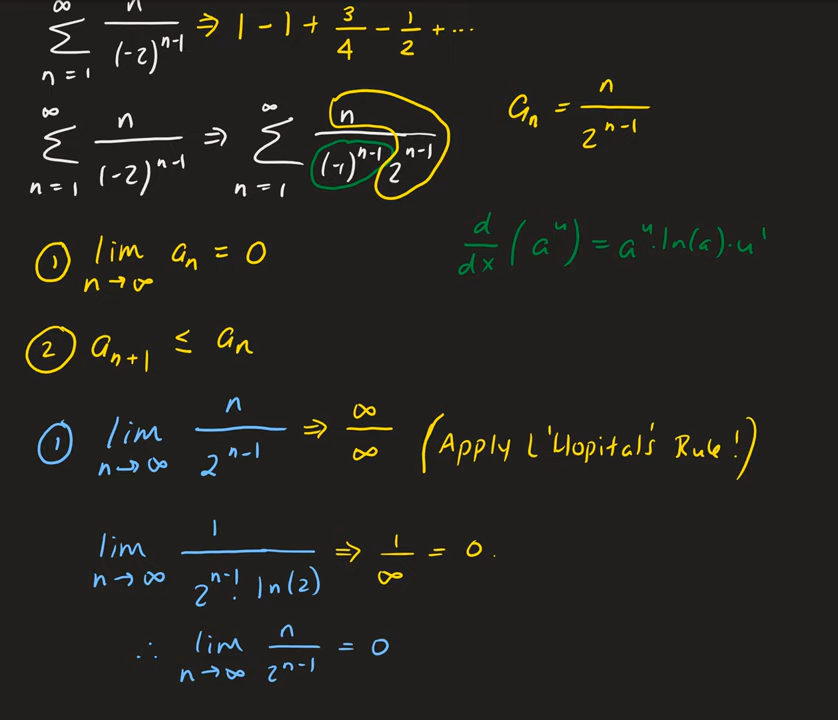 ∞ ∑ n=1 n/(-2)^(n-1) ⇒ 1 - 1 + 3/4 - 1/2 + ...
∞ ∑ n=1 n/(-2)^(n-1) ⇒ ∞ ∑ n=1 n/((-1)^(n-1) 2^(n-1))
a_n = n/2^(n-1)
d/dx (a^u) = a^u · ln(a) · u'
① lim n→∞ a_n = 0
② a_(n+1) ≤ a_n
① lim n→∞ n/2^(n-1) ⇒ ∞/∞ (Apply L'Hopital's Rule!)
lim n→∞ 1/(2^(n-1) · ln(2)) ⇒ 1/∞ = 0.
∴ lim n→∞ n/2^(n-1) = 0